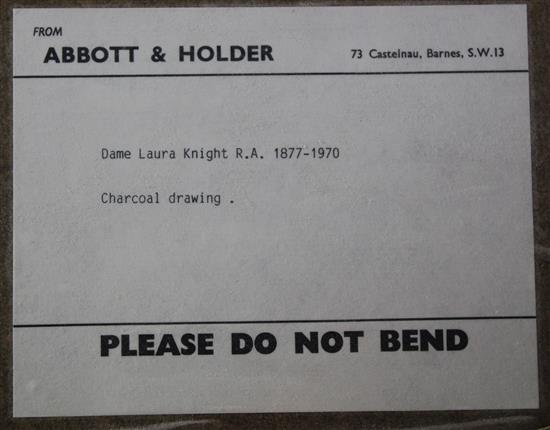 FROM
ABBOTT & HOLDER 73 Castelnau, Barnes, S.W.13
Dame Laura Knight R.A. 1877-1970
Charcoal drawing .
PLEASE DO NOT BEND